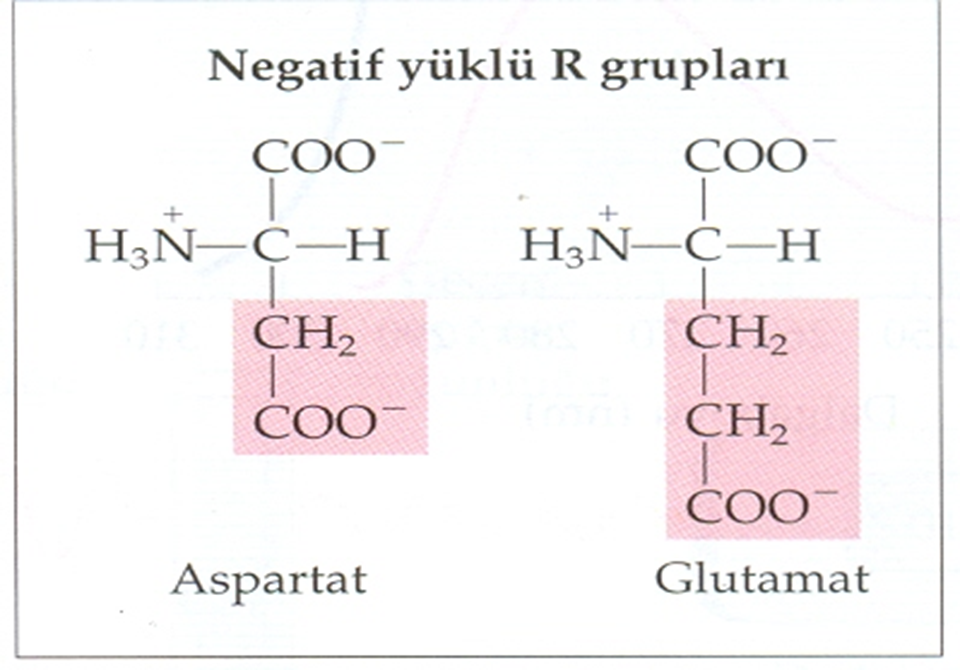 Negatif yüklü R grupları
COO⁻ COO⁻
H₃N⁺—C—H H₃N⁺—C—H
CH₂ CH₂
COO⁻ CH₂
COO⁻
Aspartat Glutamat